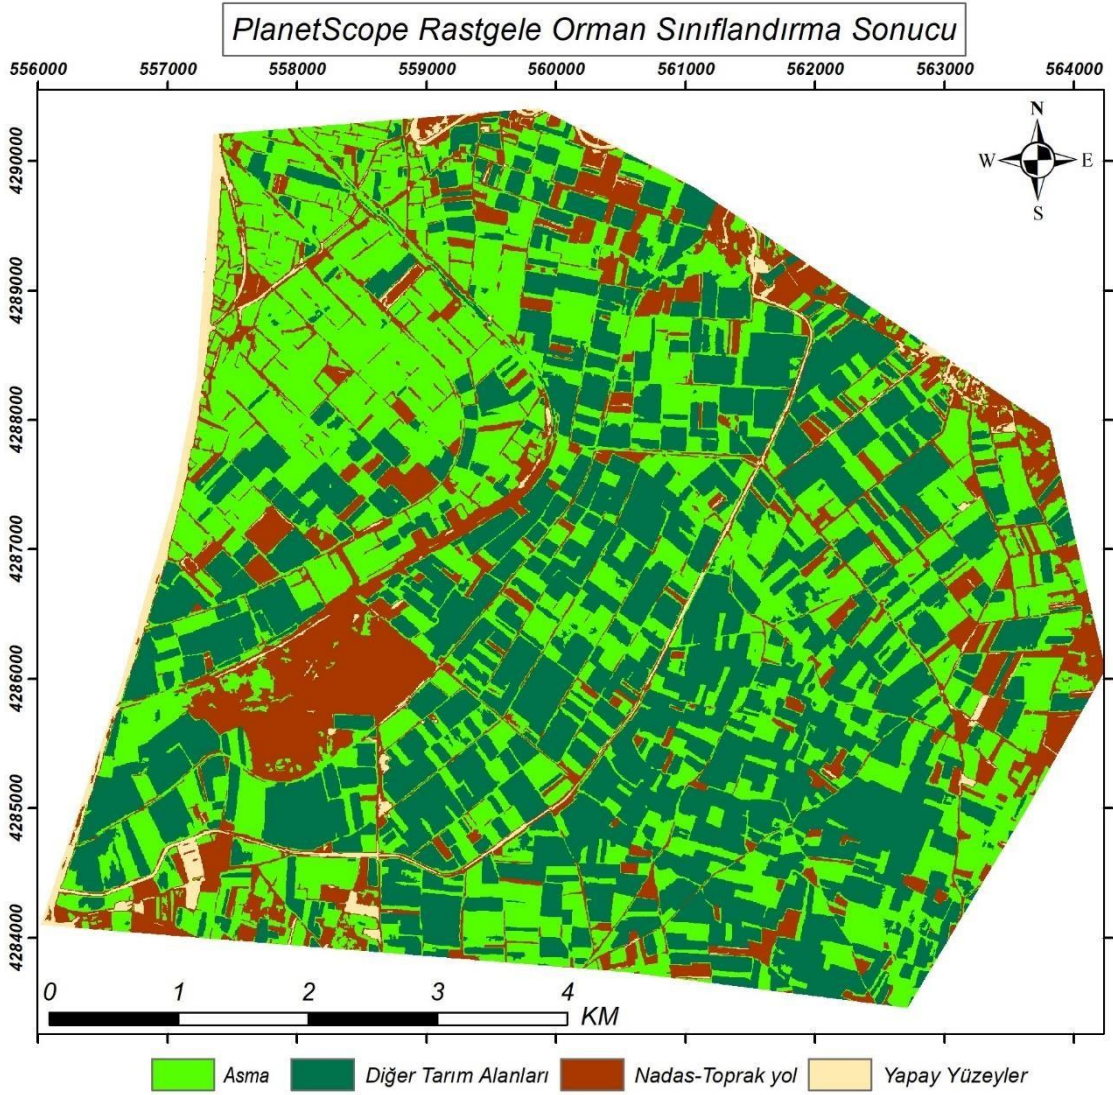 PlanetScope Rastgele Orman Sınıflandırma Sonucu
556000 557000 558000 559000 560000 561000 562000 563000 564000
N
W E
S
4290000
4289000
4288000
4287000
4286000
4285000
4284000
0 1 2 3 4
KM
Asma Diğer Tarım Alanları Nadas-Toprak yol Yapay Yüzeyler